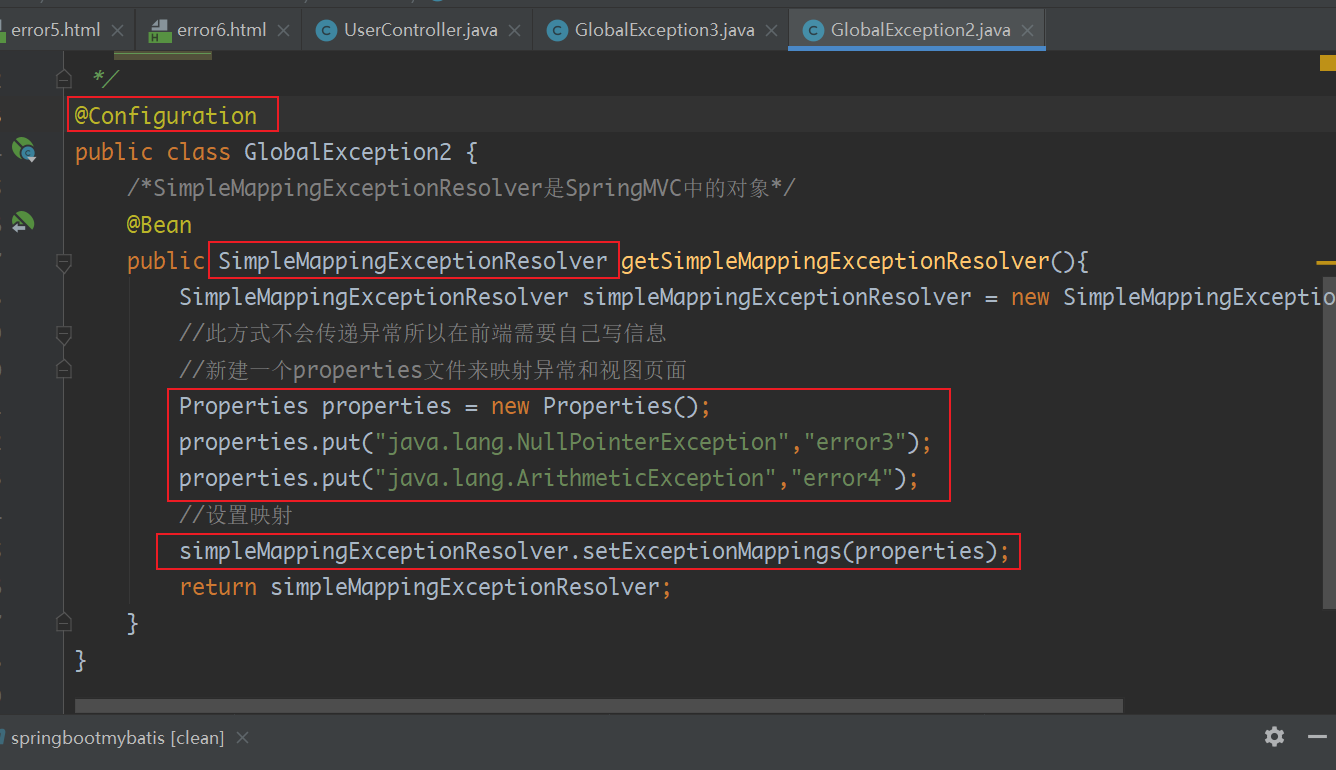 error5.html error6.html UserController.java GlobalException3.java GlobalException2.java
*/
@Configuration
public class GlobalException2 {
/*SimpleMappingExceptionResolver是SpringMVC中的对象*/
@Bean
public SimpleMappingExceptionResolver getSimpleMappingExceptionResolver(){
SimpleMappingExceptionResolver simpleMappingExceptionResolver = new SimpleMappingExceptio
//此方式不会传递异常所以在前端需要自己写信息
//新建一个properties文件来映射异常和视图页面
Properties properties = new Properties();
properties.put("java.lang.NullPointerException","error3");
properties.put("java.lang.ArithmeticException","error4");
//设置映射
simpleMappingExceptionResolver.setExceptionMappings(properties);
return simpleMappingExceptionResolver;
}
}
springbootmybatis [clean]